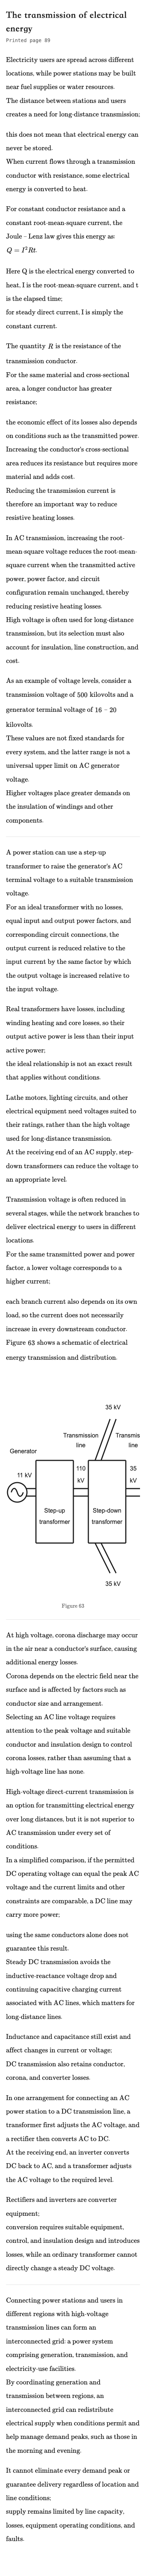 The transmission of electrical
energy
Printed page 89
Electricity users are spread across different
locations, while power stations may be built
near fuel supplies or water resources.
The distance between stations and users
creates a need for long-distance transmission;
this does not mean that electrical energy can
never be stored.
When current flows through a transmission
conductor with resistance, some electrical
energy is converted to heat.
For constant conductor resistance and a
constant root-mean-square current, the
Joule – Lenz law gives this energy as:
Q = I²Rt.
Here Q is the electrical energy converted to
heat, I is the root-mean-square current, and t
is the elapsed time;
for steady direct current, I is simply the
constant current.
The quantity R is the resistance of the
transmission conductor.
For the same material and cross-sectional
area, a longer conductor has greater
resistance;
the economic effect of its losses also depends
on conditions such as the transmitted power.
Increasing the conductor's cross-sectional
area reduces its resistance but requires more
material and adds cost.
Reducing the transmission current is
therefore an important way to reduce
resistive heating losses.
In AC transmission, increasing the root-
mean-square voltage reduces the root-mean-
square current when the transmitted active
power, power factor, and circuit
configuration remain unchanged, thereby
reducing resistive heating losses.
High voltage is often used for long-distance
transmission, but its selection must also
account for insulation, line construction, and
cost.
As an example of voltage levels, consider a
transmission voltage of 500 kilovolts and a
generator terminal voltage of 16 – 20
kilovolts.
These values are not fixed standards for
every system, and the latter range is not a
universal upper limit on AC generator
voltage.
Higher voltages place greater demands on
the insulation of windings and other
components.
A power station can use a step-up
transformer to raise the generator's AC
terminal voltage to a suitable transmission
voltage.
For an ideal transformer with no losses,
equal input and output power factors, and
corresponding circuit connections, the
output current is reduced relative to the
input current by the same factor by which
the output voltage is increased relative to
the input voltage.
Real transformers have losses, including
winding heating and core losses, so their
output active power is less than their input
active power;
the ideal relationship is not an exact result
that applies without conditions.
Lathe motors, lighting circuits, and other
electrical equipment need voltages suited to
their ratings, rather than the high voltage
used for long-distance transmission.
At the receiving end of an AC supply, step-
down transformers can reduce the voltage to
an appropriate level.
Transmission voltage is often reduced in
several stages, while the network branches to
deliver electrical energy to users in different
locations.
For the same transmitted power and power
factor, a lower voltage corresponds to a
higher current;
each branch current also depends on its own
load, so the current does not necessarily
increase in every downstream conductor.
Figure 63 shows a schematic of electrical
energy transmission and distribution.
35 kV
Transmission
line
Transmis
line
Generator
11 kV
110
kV
35
kV
Step-up
transformer
Step-down
transformer
35 kV
Figure 63
At high voltage, corona discharge may occur
in the air near a conductor's surface, causing
additional energy losses.
Corona depends on the electric field near the
surface and is affected by factors such as
conductor size and arrangement.
Selecting an AC line voltage requires
attention to the peak voltage and suitable
conductor and insulation design to control
corona losses, rather than assuming that a
high-voltage line has none.
High-voltage direct-current transmission is
an option for transmitting electrical energy
over long distances, but it is not superior to
AC transmission under every set of
conditions.
In a simplified comparison, if the permitted
DC operating voltage can equal the peak AC
voltage and the current limits and other
constraints are comparable, a DC line may
carry more power;
using the same conductors alone does not
guarantee this result.
Steady DC transmission avoids the
inductive-reactance voltage drop and
continuing capacitive charging current
associated with AC lines, which matters for
long-distance lines.
Inductance and capacitance still exist and
affect changes in current or voltage;
DC transmission also retains conductor,
corona, and converter losses.
In one arrangement for connecting an AC
power station to a DC transmission line, a
transformer first adjusts the AC voltage, and
a rectifier then converts AC to DC.
At the receiving end, an inverter converts
DC back to AC, and a transformer adjusts
the AC voltage to the required level.
Rectifiers and inverters are converter
equipment;
conversion requires suitable equipment,
control, and insulation design and introduces
losses, while an ordinary transformer cannot
directly change a steady DC voltage.
Connecting power stations and users in
different regions with high-voltage
transmission lines can form an
interconnected grid: a power system
comprising generation, transmission, and
electricity-use facilities.
By coordinating generation and
transmission between regions, an
interconnected grid can redistribute
electrical supply when conditions permit and
help manage demand peaks, such as those in
the morning and evening.
It cannot eliminate every demand peak or
guarantee delivery regardless of location and
line conditions;
supply remains limited by line capacity,
losses, equipment operating conditions, and
faults.